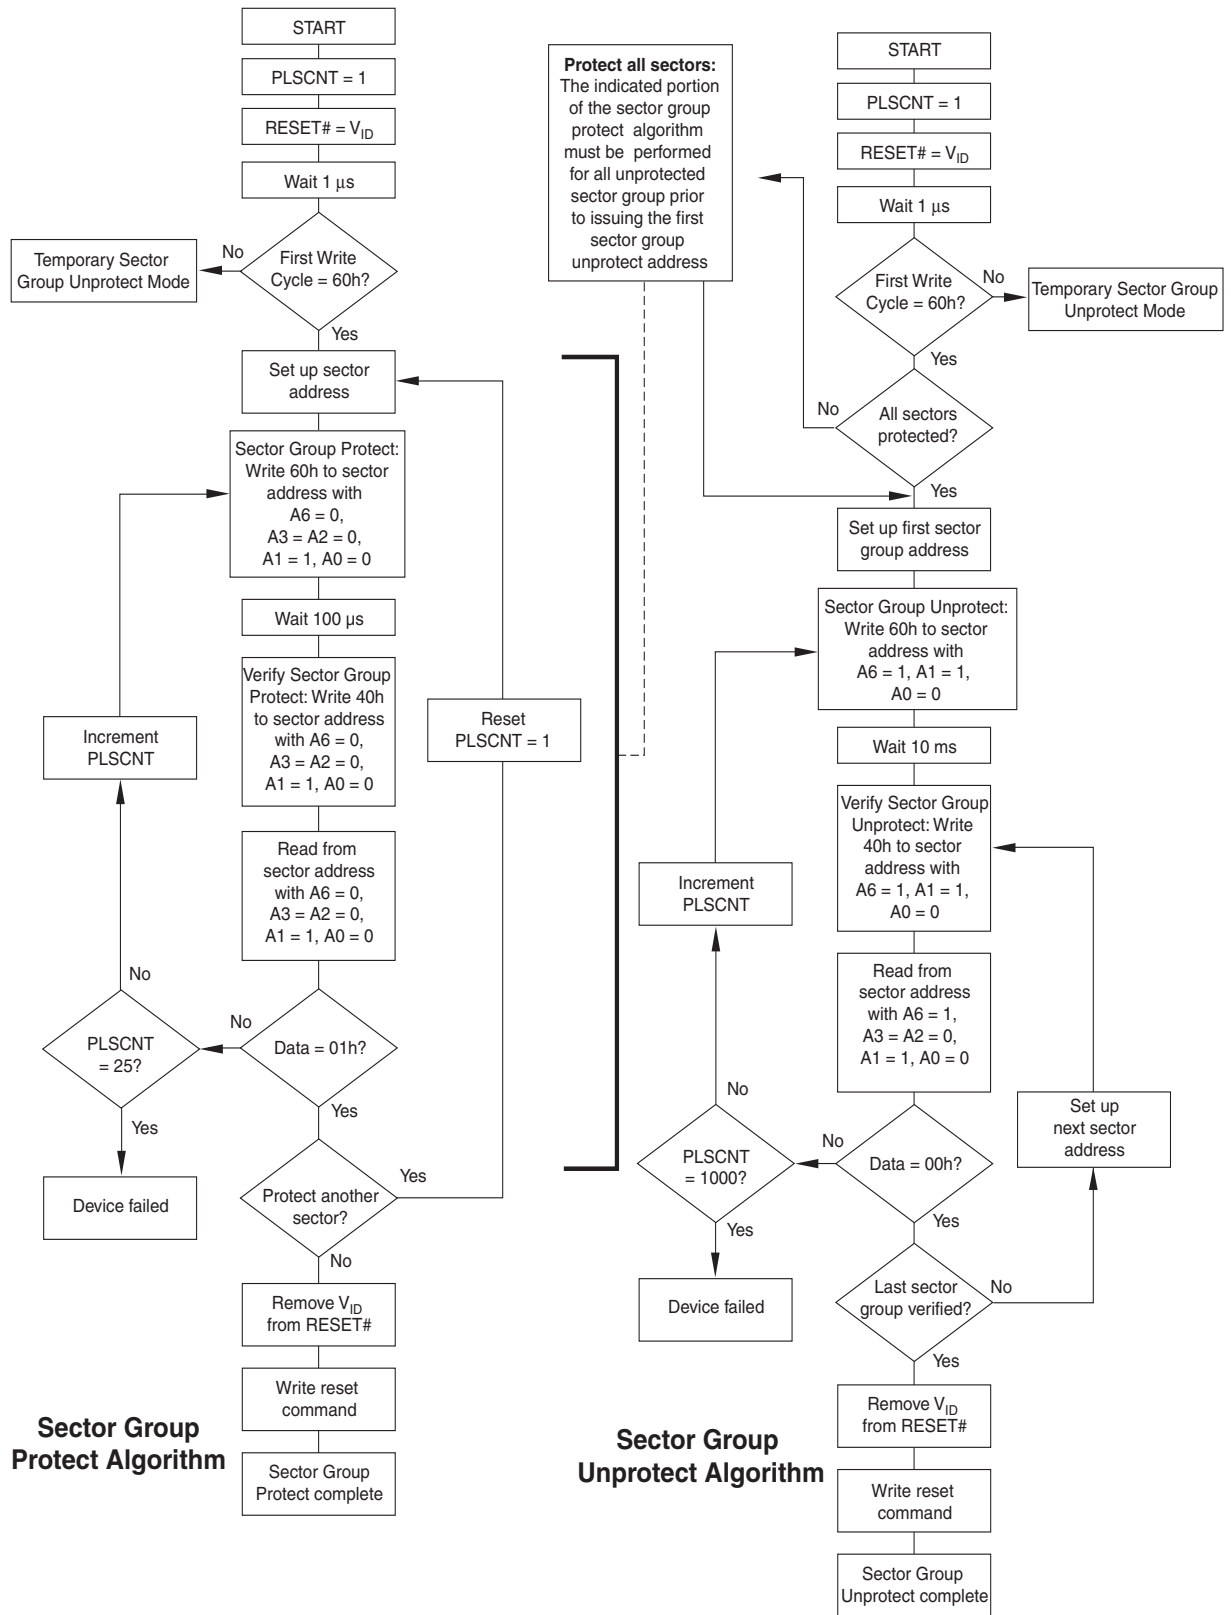 START
PLSCNT = 1
RESET# = VID
Wait 1 μs
First Write
Cycle = 60h?
No
Temporary Sector
Group Unprotect Mode
Yes
Set up sector
address
Sector Group Protect:
Write 60h to sector
address with
A6 = 0,
A3 = A2 = 0,
A1 = 1, A0 = 0
Wait 100 µs
Verify Sector Group
Protect: Write 40h
to sector address
with A6 = 0,
A3 = A2 = 0,
A1 = 1, A0 = 0
Increment
PLSCNT
Reset
PLSCNT = 1
Read from
sector address
with A6 = 0,
A3 = A2 = 0,
A1 = 1, A0 = 0
No
No
PLSCNT
= 25?
Data = 01h?
Yes
Yes
Device failed
Protect another
sector?
Yes
No
Remove VID
from RESET#
Write reset
command
Sector Group
Protect complete
Sector Group
Protect Algorithm
Protect all sectors:
The indicated portion
of the sector group
protect algorithm
must be performed
for all unprotected
sector group prior
to issuing the first
sector group
unprotect address
START
PLSCNT = 1
RESET# = VID
Wait 1 μs
First Write
Cycle = 60h?
No
Temporary Sector Group
Unprotect Mode
Yes
No
All sectors
protected?
Yes
Set up first sector
group address
Sector Group Unprotect:
Write 60h to sector
address with
A6 = 1, A1 = 1,
A0 = 0
Wait 10 ms
Verify Sector Group
Unprotect: Write
40h to sector
address with
A6 = 1, A1 = 1,
A0 = 0
Increment
PLSCNT
Read from
sector address
with A6 = 1,
A3 = A2 = 0,
A1 = 1, A0 = 0
No
No
PLSCNT
= 1000?
Data = 00h?
Set up
next sector
address
Yes
Yes
Device failed
Last sector
group verified?
No
Yes
Remove VID
from RESET#
Write reset
command
Sector Group
Unprotect complete
Sector Group
Unprotect Algorithm